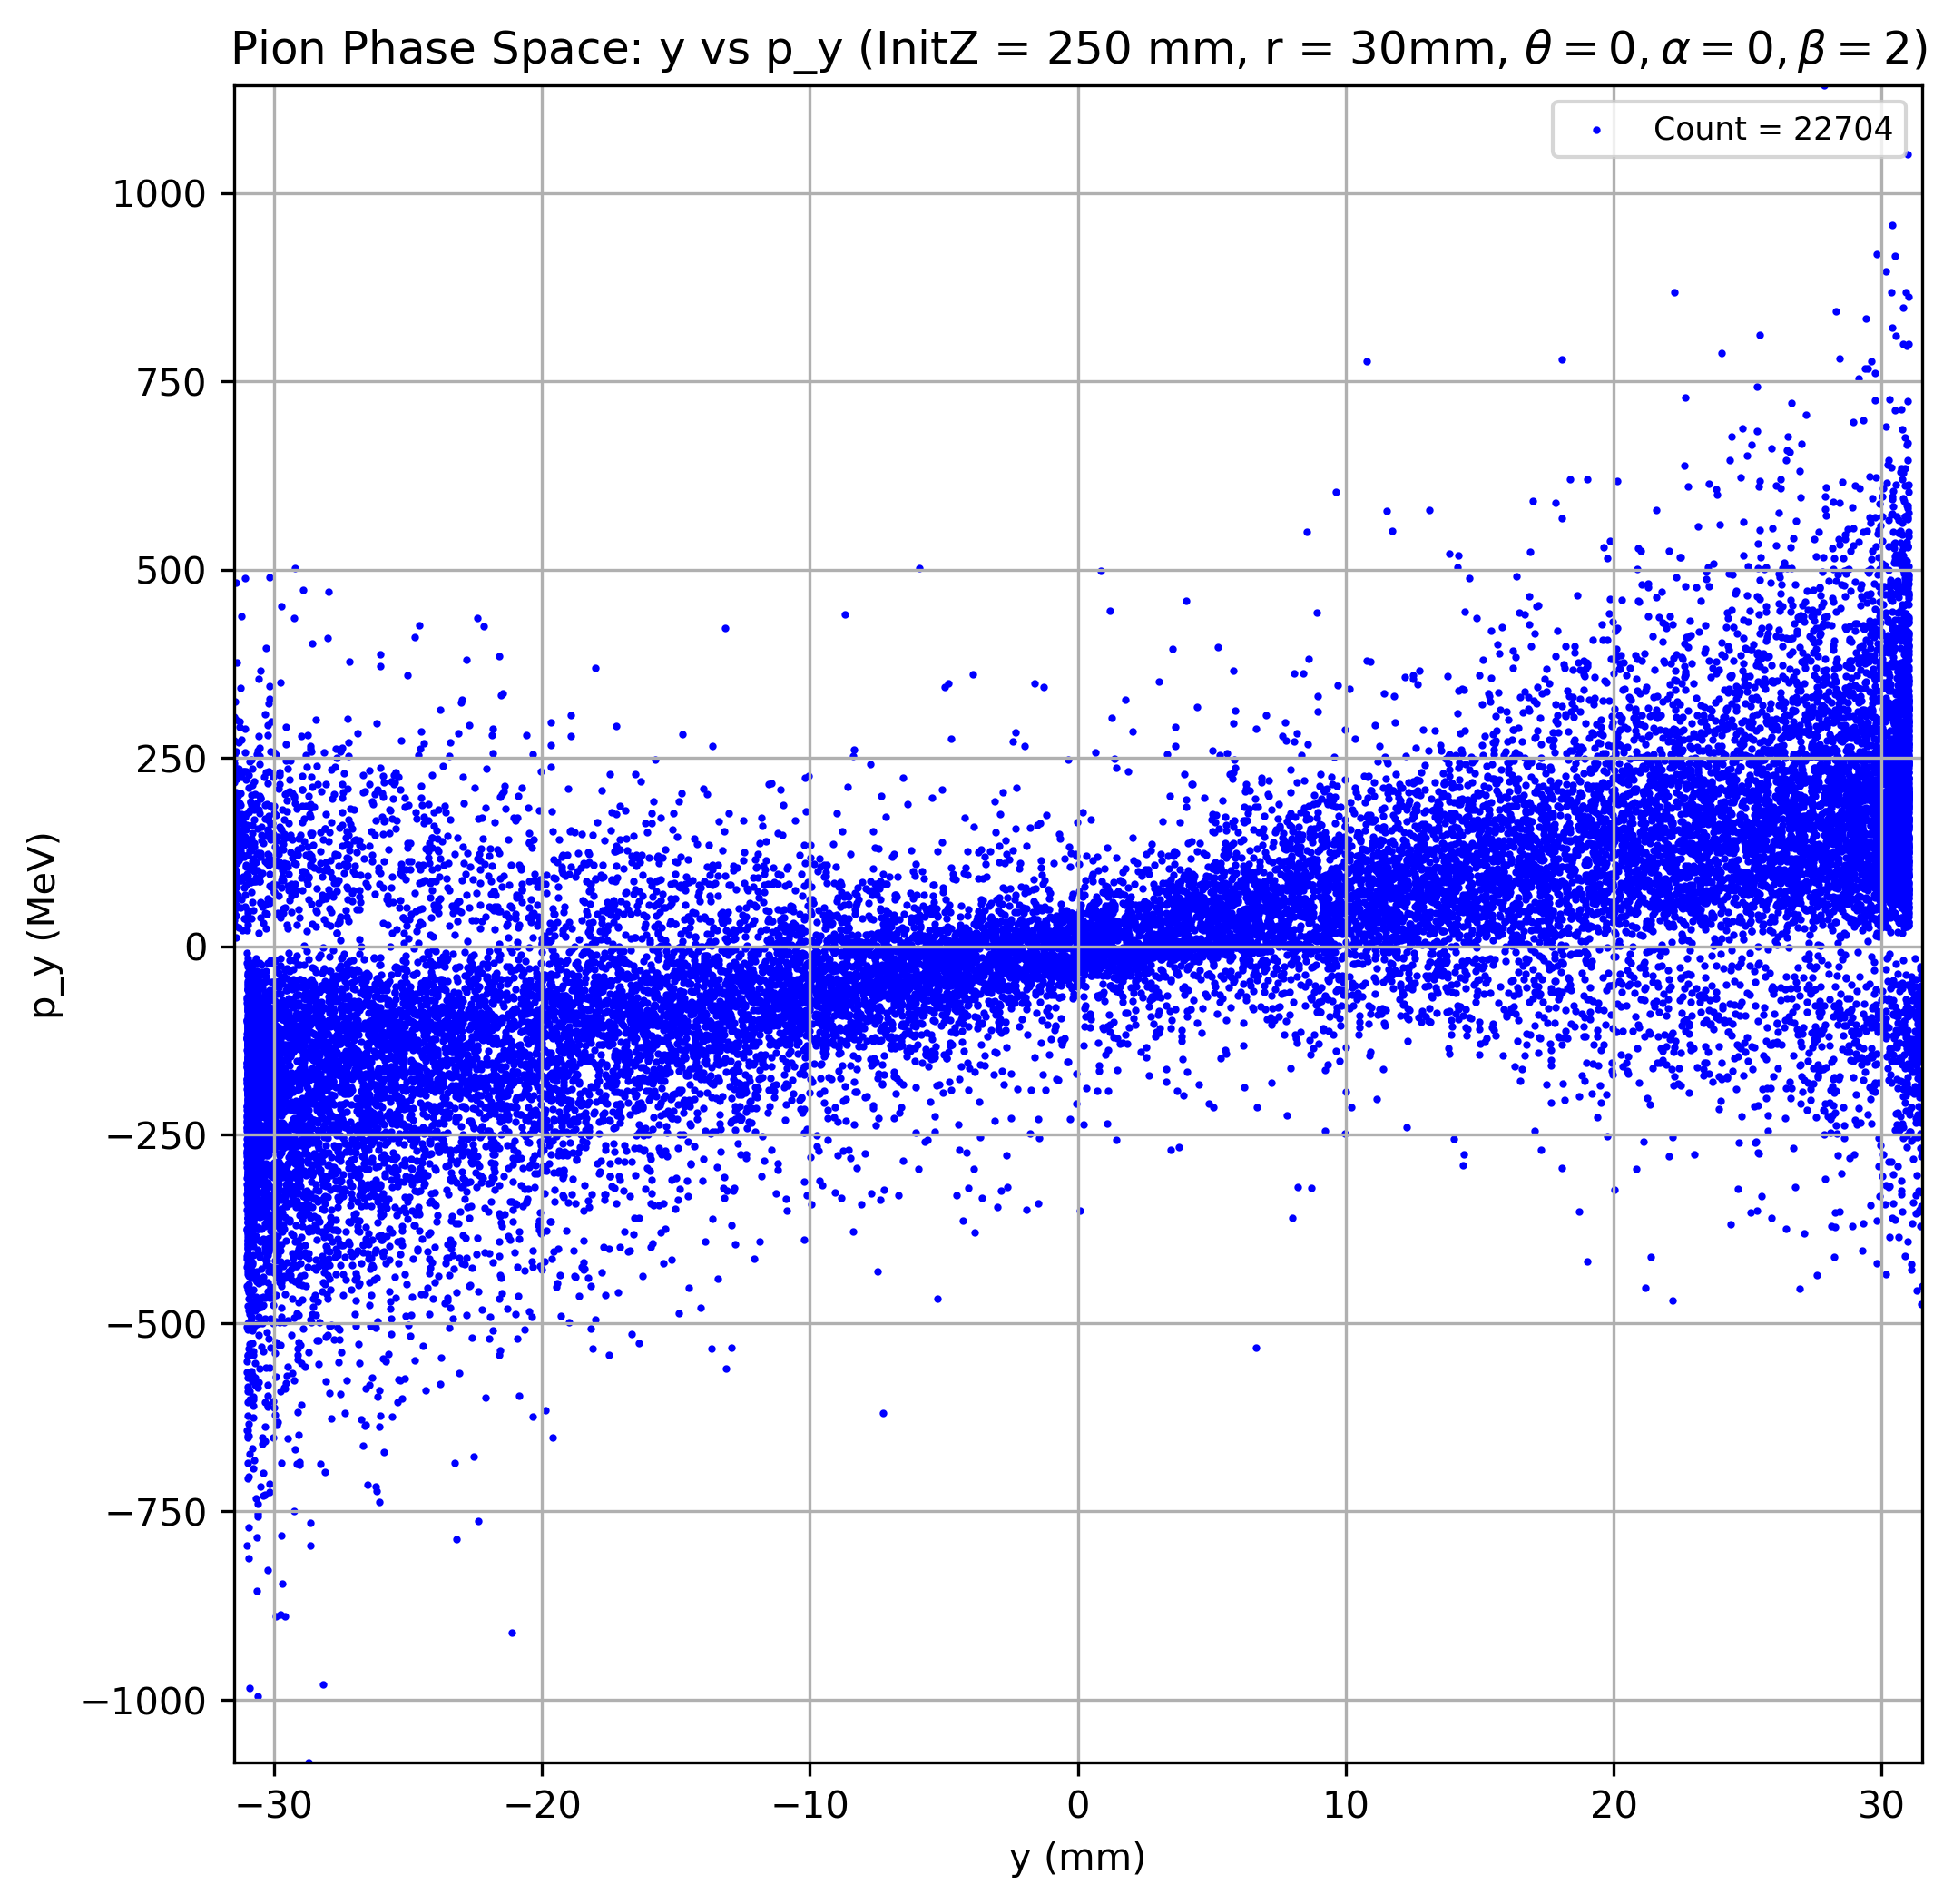 Pion Phase Space: y vs p_y (InitZ = 250 mm, r = 30mm, θ = 0, α = 0, β = 2)
Count = 22704
1000
750
500
250
0
−250
−500
−750
−1000
p_y (MeV)
−30 −20 −10 0 10 20 30
y (mm)